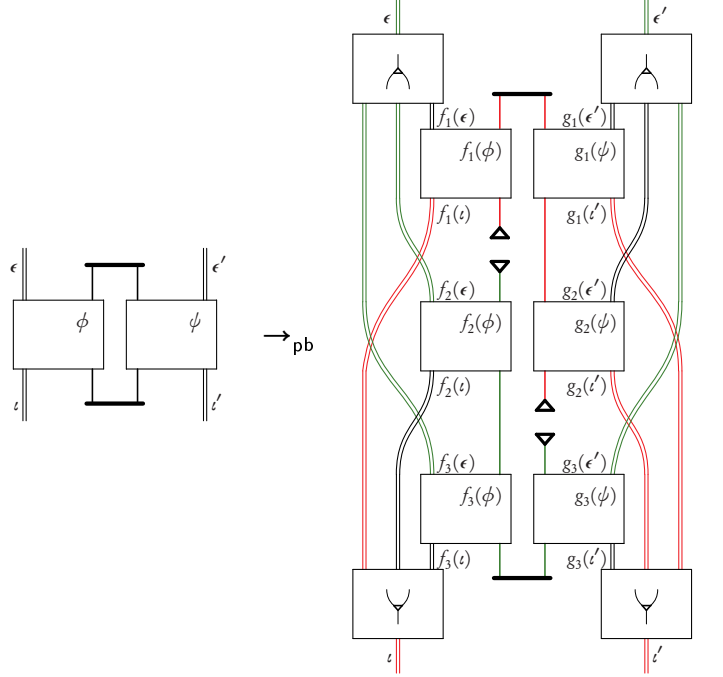 ϵ ϵ′
f₁(ϵ) g₁(ϵ′)
f₁(ϕ) g₁(ψ)
f₁(ι) g₁(ι′)
ϵ ϵ′
f₂(ϵ) g₂(ϵ′)
ϕ ψ f₂(ϕ) g₂(ψ)
→pb
f₂(ι) g₂(ι′)
ι ι′
f₃(ϵ) g₃(ϵ′)
f₃(ϕ) g₃(ψ)
f₃(ι) g₃(ι′)
ι ι′